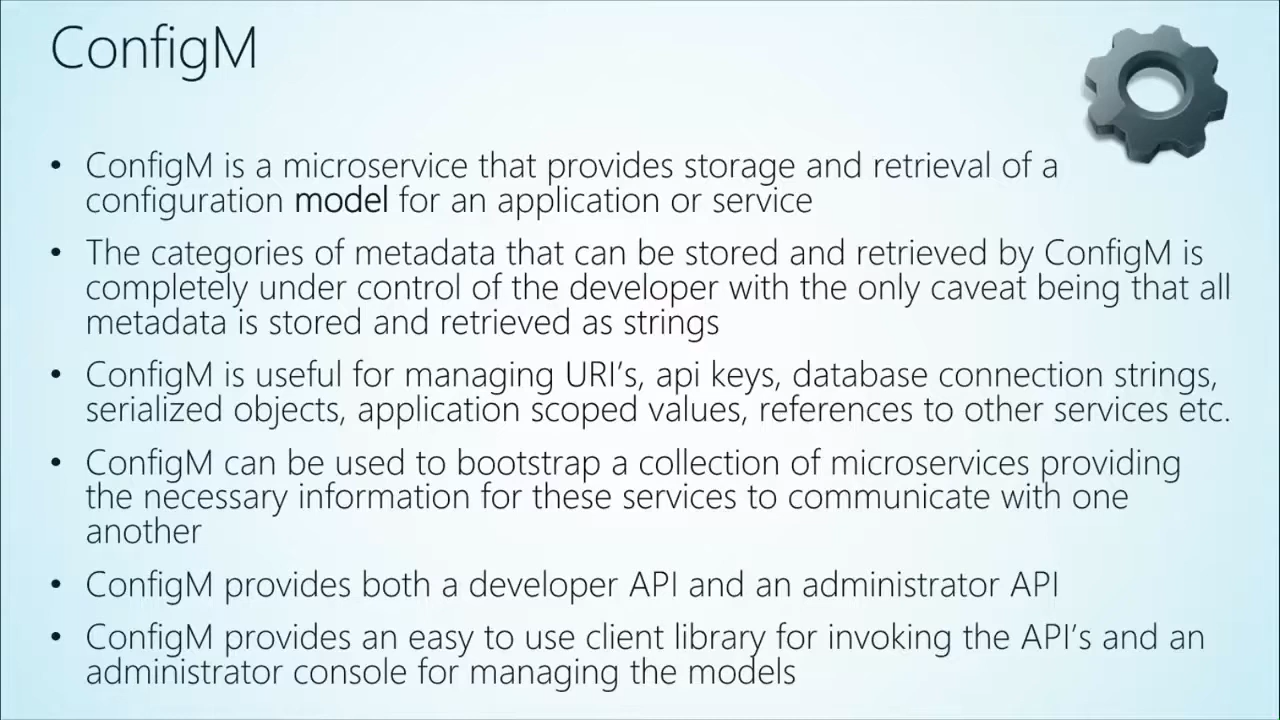 ConfigM
• ConfigM is a microservice that provides storage and retrieval of a
configuration model for an application or service
• The categories of metadata that can be stored and retrieved by ConfigM is
completely under control of the developer with the only caveat being that all
metadata is stored and retrieved as strings
• ConfigM is useful for managing URI's, api keys, database connection strings,
serialized objects, application scoped values, references to other services etc.
• ConfigM can be used to bootstrap a collection of microservices providing
the necessary information for these services to communicate with one
another
• ConfigM provides both a developer API and an administrator API
• ConfigM provides an easy to use client library for invoking the API's and an
administrator console for managing the models